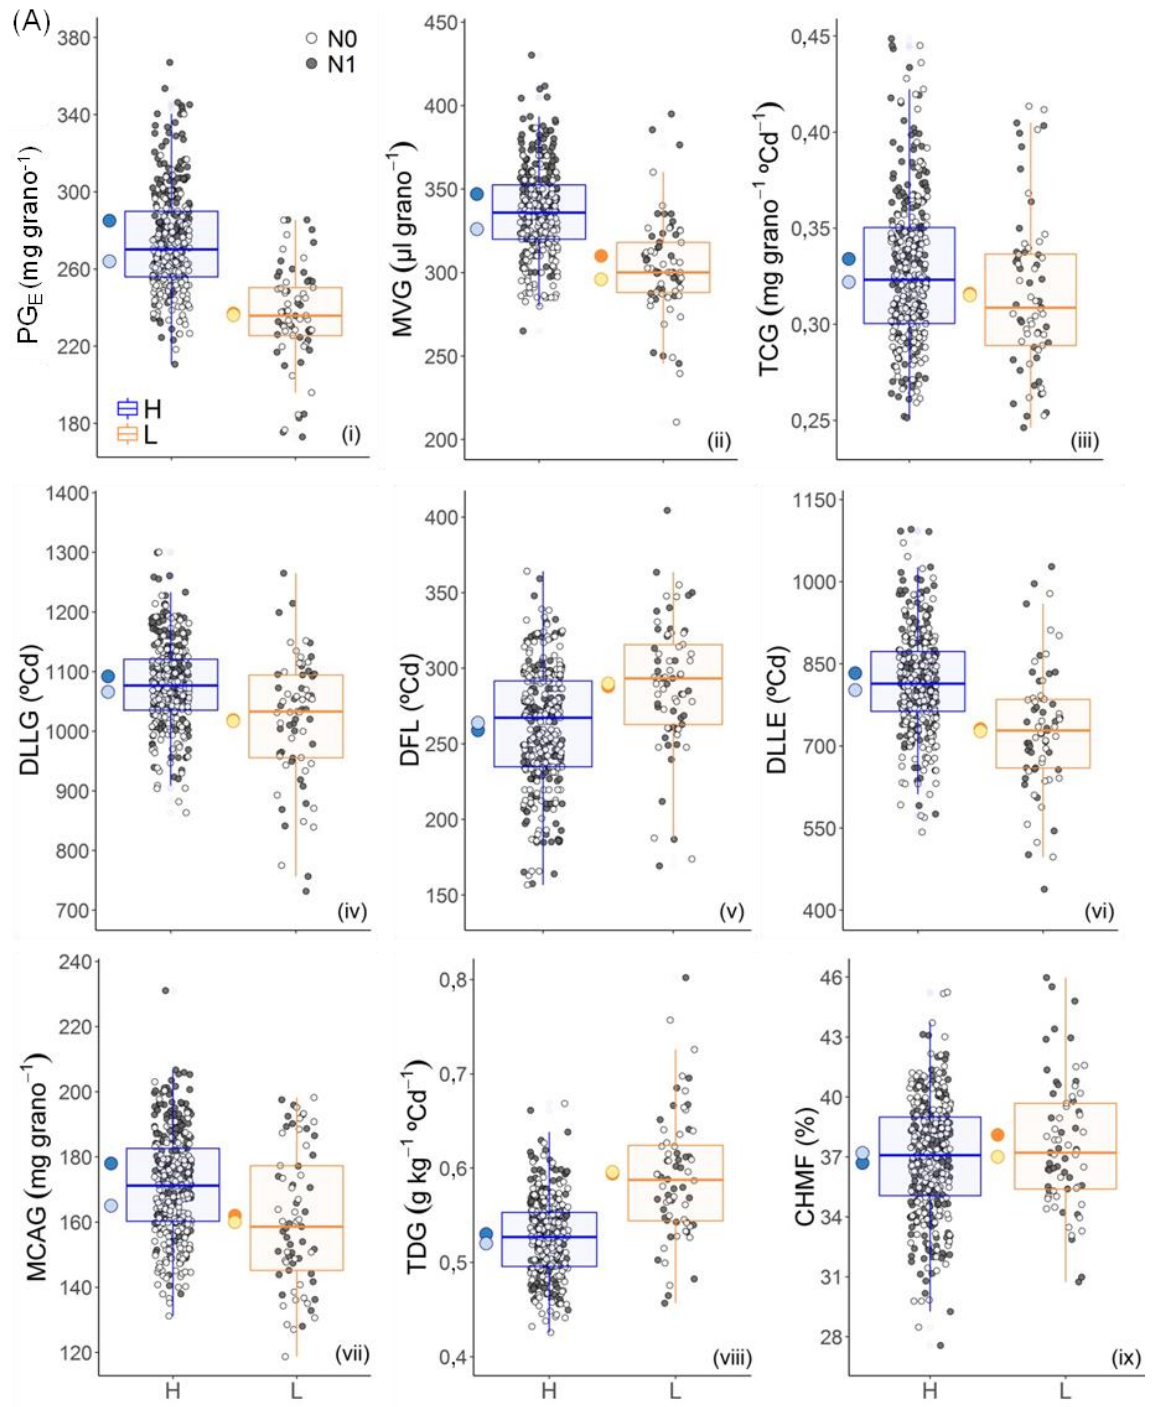 (A)
PG_E (mg grano⁻¹)
380
340
300
260
220
180
N0
N1
H
L
(i)
MVG (µl grano⁻¹)
450
400
350
300
250
200
(ii)
TCG (mg grano⁻¹ ºCd⁻¹)
0,45
0,40
0,35
0,30
0,25
(iii)
DLLG (ºCd)
1400
1300
1200
1100
1000
900
800
700
(iv)
DFL (ºCd)
400
350
300
250
200
150
(v)
DLLE (ºCd)
1150
1000
850
700
550
400
(vi)
MCAG (mg grano⁻¹)
240
220
200
180
160
140
120
(vii)
H L
TDG (g kg⁻¹ ºCd⁻¹)
0,8
0,7
0,6
0,5
0,4
(viii)
H L
CHMF (%)
46
43
40
37
34
31
28
(ix)
H L